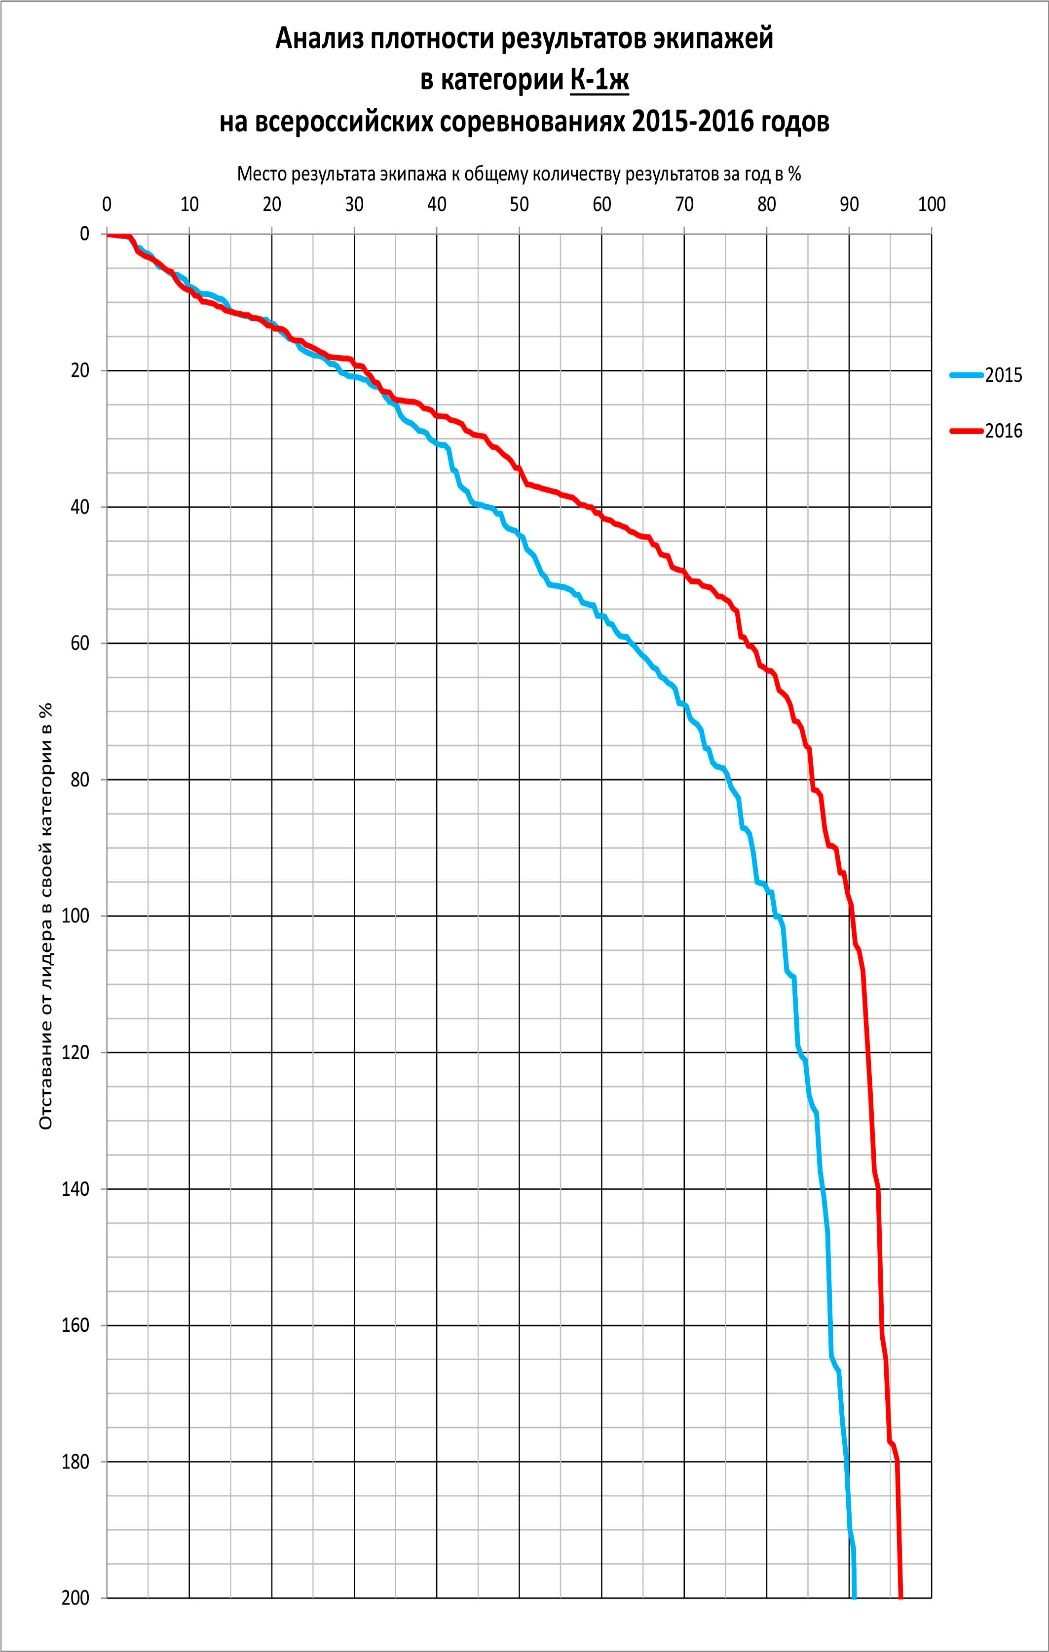 Анализ плотности результатов экипажей
в категории К-1ж
на всероссийских соревнованиях 2015-2016 годов
Место результата экипажа к общему количеству результатов за год в %
0 10 20 30 40 50 60 70 80 90 100
0
20
40
60
80
100
120
140
160
180
200
Отставание от лидера в своей категории в %
2015
2016